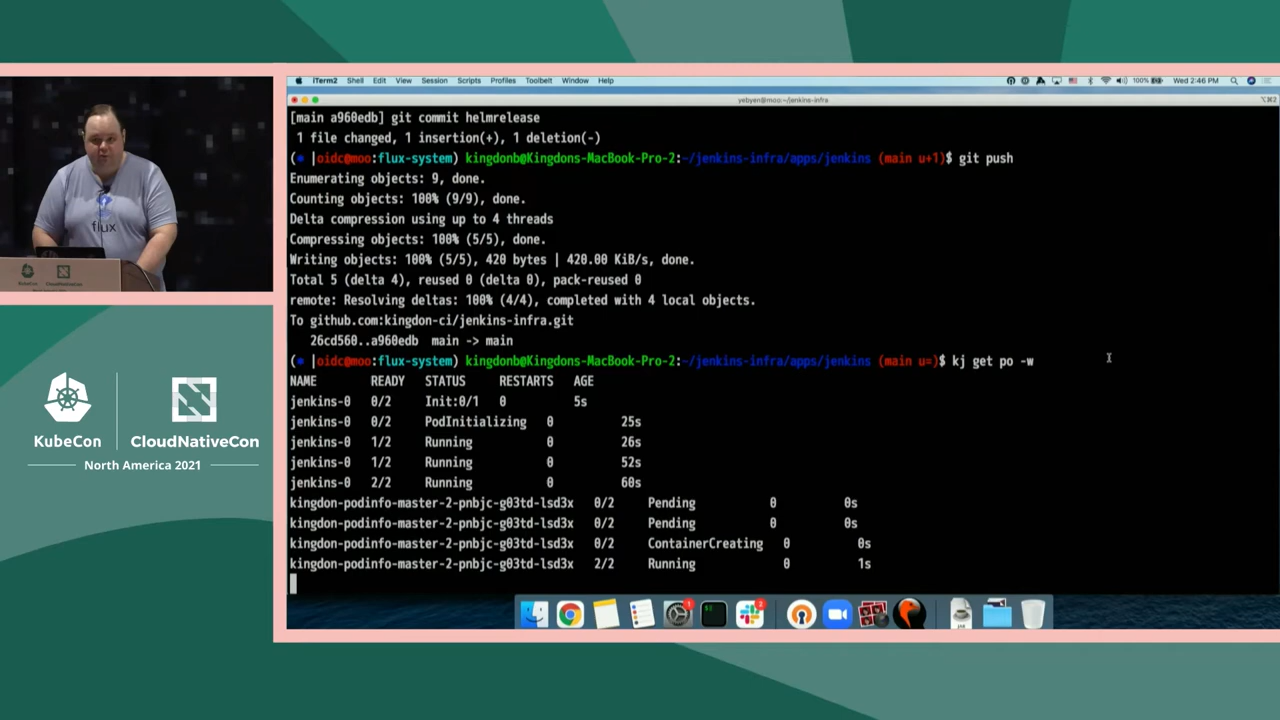 iTerm2 Shell Edit View Session Scripts Profiles Toolbelt Window Help
100% Wed 2:46 PM
yebyen@moo:~/jenkins-infra
⌥⌘2
[main a960edb] git commit helmrelease
1 file changed, 1 insertion(+), 1 deletion(-)
(● |oidc@moo:flux-system) kingdonb@Kingdons-MacBook-Pro-2:~/jenkins-infra/apps/jenkins (main u+1)$ git push
Enumerating objects: 9, done.
Counting objects: 100% (9/9), done.
Delta compression using up to 4 threads
Compressing objects: 100% (5/5), done.
Writing objects: 100% (5/5), 420 bytes | 420.00 KiB/s, done.
Total 5 (delta 4), reused 0 (delta 0), pack-reused 0
remote: Resolving deltas: 100% (4/4), completed with 4 local objects.
To github.com:kingdon-ci/jenkins-infra.git
26cd560..a960edb main -> main
(● |oidc@moo:flux-system) kingdonb@Kingdons-MacBook-Pro-2:~/jenkins-infra/apps/jenkins (main u=)$ kj get po -w
NAME READY STATUS RESTARTS AGE
jenkins-0 0/2 Init:0/1 0 5s
jenkins-0 0/2 PodInitializing 0 25s
jenkins-0 1/2 Running 0 26s
jenkins-0 1/2 Running 0 52s
jenkins-0 2/2 Running 0 60s
kingdon-podinfo-master-2-pnbjc-g03td-lsd3x 0/2 Pending 0 0s
kingdon-podinfo-master-2-pnbjc-g03td-lsd3x 0/2 Pending 0 0s
kingdon-podinfo-master-2-pnbjc-g03td-lsd3x 0/2 ContainerCreating 0 0s
kingdon-podinfo-master-2-pnbjc-g03td-lsd3x 2/2 Running 0 1s
flux
KubeCon CloudNativeCon
KubeCon
CloudNativeCon
North America 2021